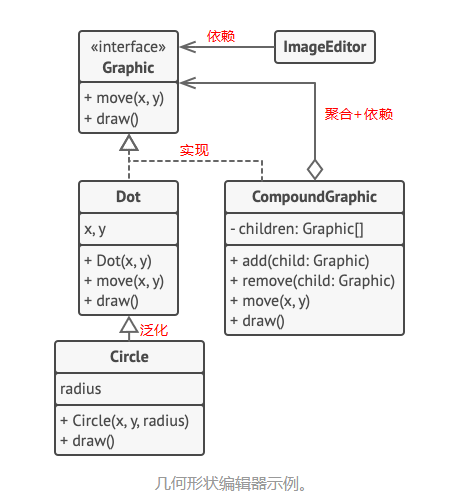 «interface»
Graphic
+ move(x, y)
+ draw()
依赖
ImageEditor
聚合+依赖
实现
Dot
x, y
+ Dot(x, y)
+ move(x, y)
+ draw()
CompoundGraphic
- children: Graphic[]
+ add(child: Graphic)
+ remove(child: Graphic)
+ move(x, y)
+ draw()
泛化
Circle
radius
+ Circle(x, y, radius)
+ draw()
几何形状编辑器示例。